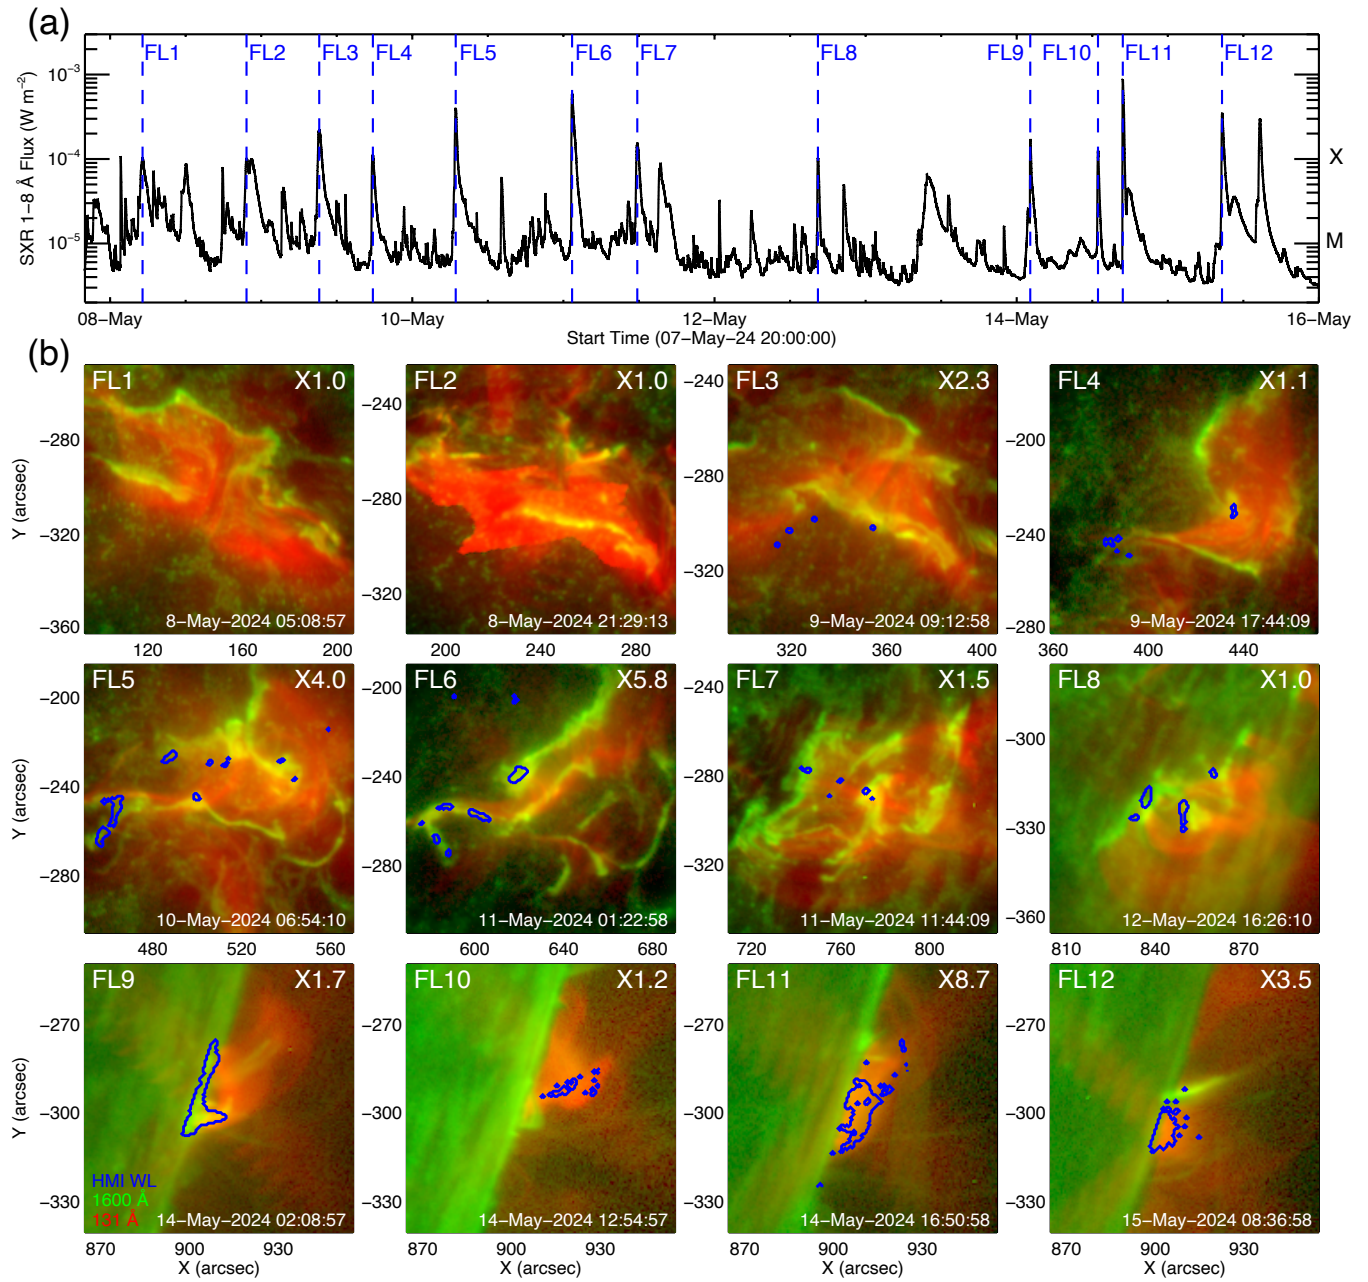 (a)
FL1 FL2 FL3 FL4 FL5 FL6 FL7 FL8 FL9 FL10 FL11 FL12
10⁻³
10⁻⁴ X
10⁻⁵ M
SXR 1−8 Å Flux (W m⁻²)
08−May 10−May 12−May 14−May 16−May
Start Time (07−May−24 20:00:00)
(b)
FL1 X1.0
8−May−2024 05:08:57
−280
−320
−360
120 160 200
Y (arcsec)
FL2 X1.0
8−May−2024 21:29:13
−240
−280
−320
200 240 280
FL3 X2.3
9−May−2024 09:12:58
−240
−280
−320
320 360 400
FL4 X1.1
9−May−2024 17:44:09
−200
−240
−280
360 400 440
FL5 X4.0
10−May−2024 06:54:10
−200
−240
−280
480 520 560
Y (arcsec)
FL6 X5.8
11−May−2024 01:22:58
−200
−240
−280
600 640 680
FL7 X1.5
11−May−2024 11:44:09
−240
−280
−320
720 760 800
FL8 X1.0
12−May−2024 16:26:10
−300
−330
−360
810 840 870
FL9 X1.7
HMI WL
1600 Å
131 Å
14−May−2024 02:08:57
−270
−300
−330
870 900 930
X (arcsec)
Y (arcsec)
FL10 X1.2
14−May−2024 12:54:57
−270
−300
−330
870 900 930
X (arcsec)
FL11 X8.7
14−May−2024 16:50:58
−270
−300
−330
870 900 930
X (arcsec)
FL12 X3.5
15−May−2024 08:36:58
−270
−300
−330
870 900 930
X (arcsec)